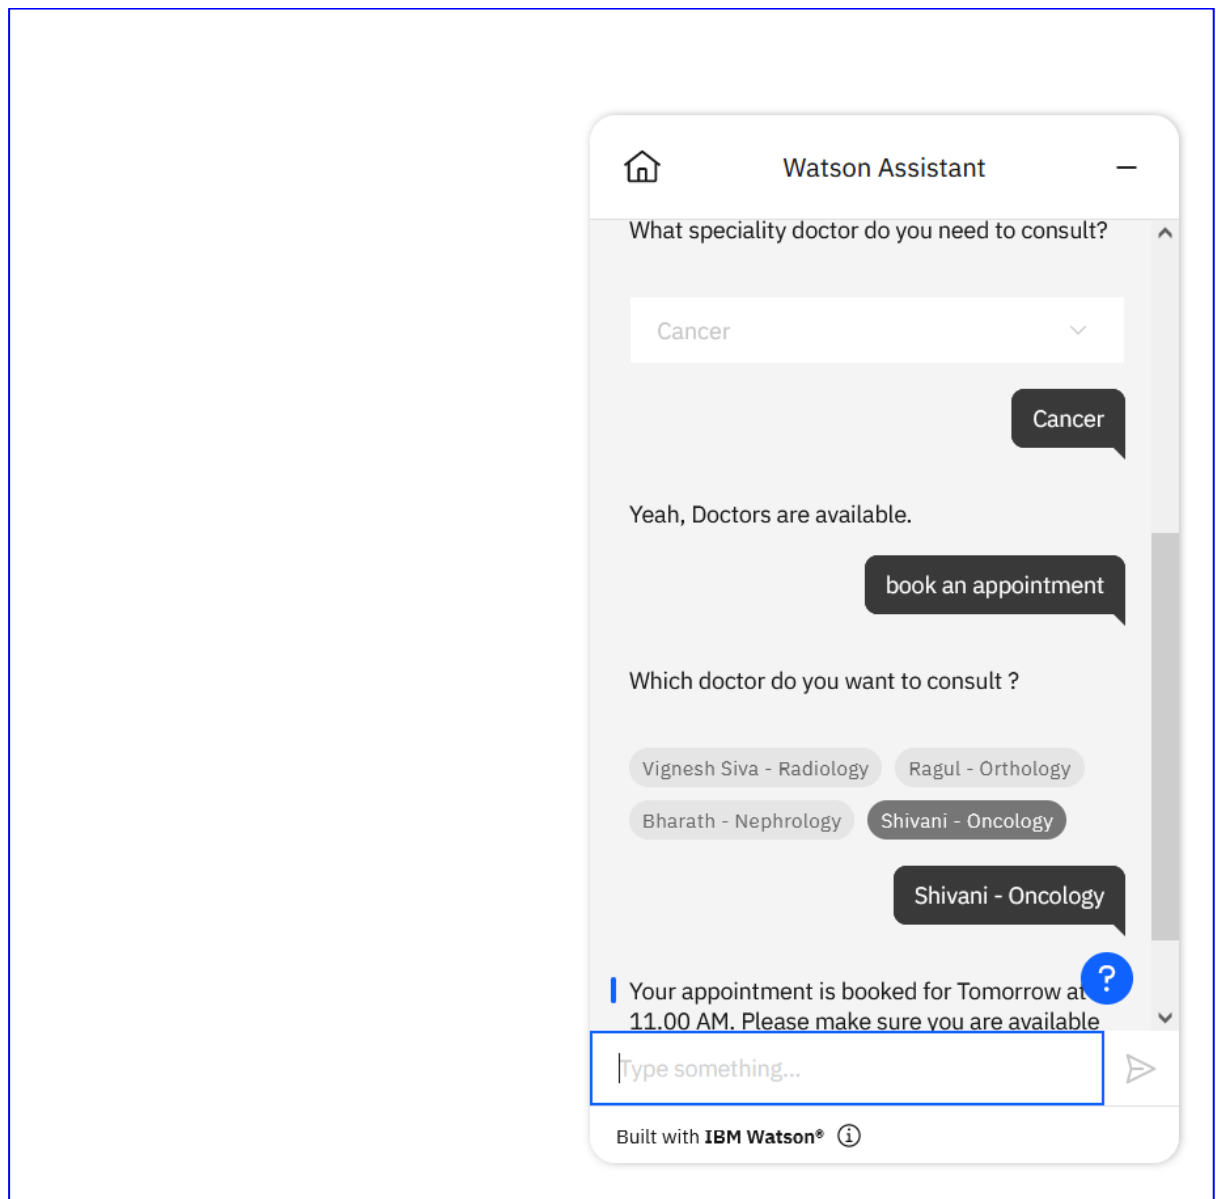 Watson Assistant
What speciality doctor do you need to consult?
Cancer
Cancer
Yeah, Doctors are available.
book an appointment
Which doctor do you want to consult ?
Vignesh Siva - Radiology
Ragul - Orthology
Bharath - Nephrology
Shivani - Oncology
Shivani - Oncology
?
Your appointment is booked for Tomorrow at
11.00 AM. Please make sure you are available
Type something...
Built with IBM Watson®